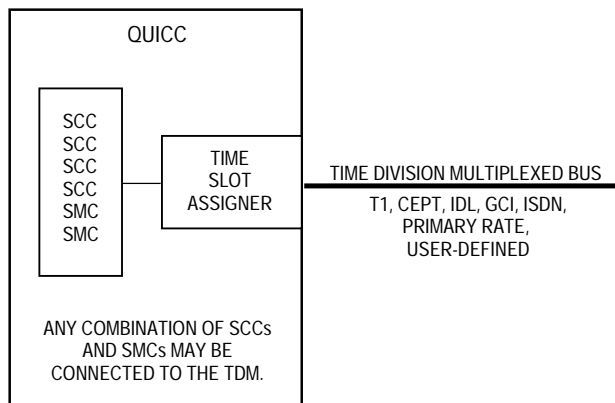 QUICC
SCC
SCC
SCC
SCC
SMC
SMC
TIME
SLOT
ASSIGNER
TIME DIVISION MULTIPLEXED BUS
T1, CEPT, IDL, GCI, ISDN,
PRIMARY RATE,
USER-DEFINED
ANY COMBINATION OF SCCs
AND SMCs MAY BE
CONNECTED TO THE TDM.